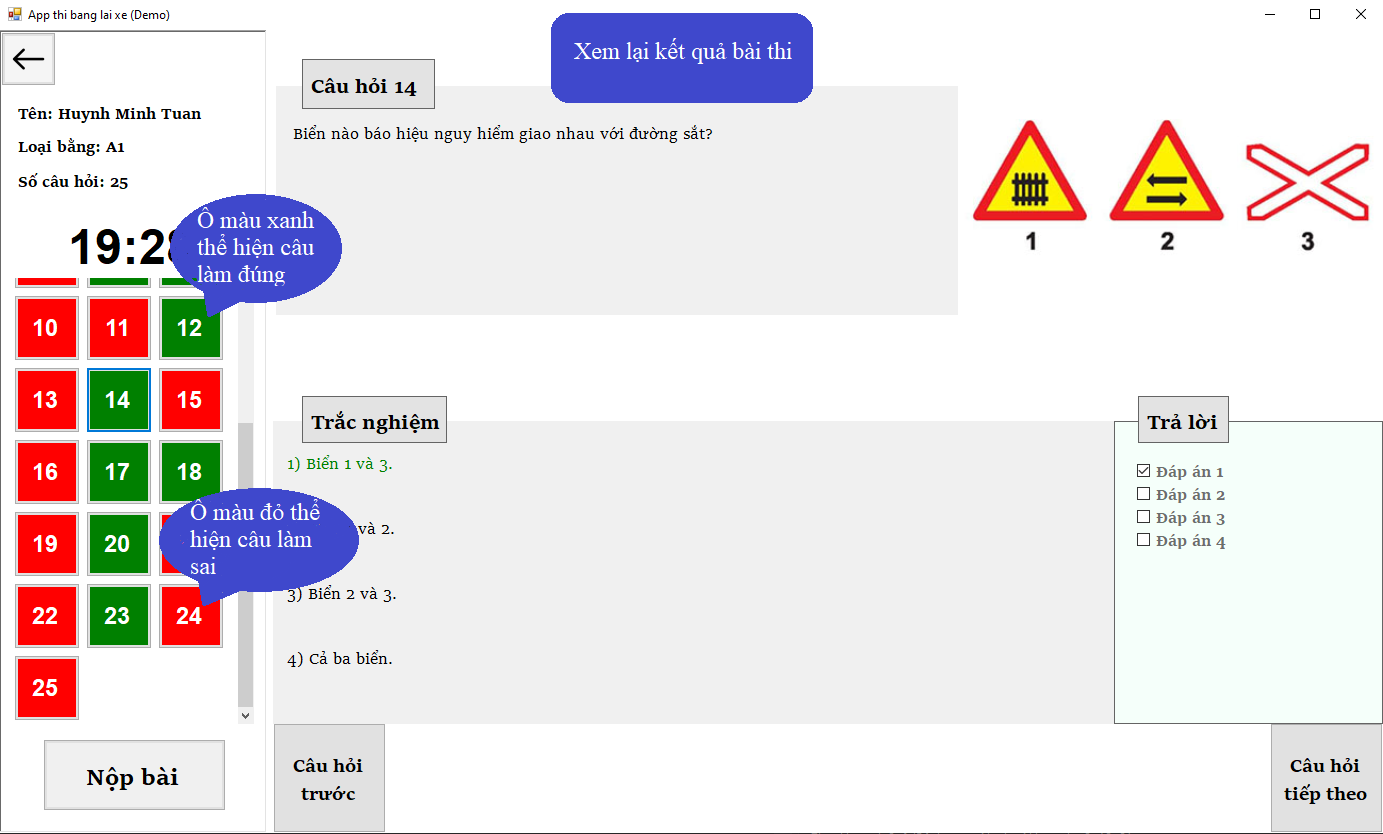 App thi bang lai xe (Demo)
Xem lại kết quả bài thi
Tên: Huynh Minh Tuan
Loại bằng: A1
Số câu hỏi: 25
Ô màu xanh
thể hiện câu
làm đúng
10 11 12
13 14 15
16 17 18
Ô màu đỏ thể
hiện câu làm
sai
19 20
22 23 24
25
Nộp bài
Câu hỏi 14
Biển nào báo hiệu nguy hiểm giao nhau với đường sắt?
1 2 3
Trắc nghiệm
1) Biển 1 và 3.
và 2.
3) Biển 2 và 3.
4) Cả ba biển.
Trả lời
Đáp án 1
Đáp án 2
Đáp án 3
Đáp án 4
Câu hỏi
trước
Câu hỏi
tiếp theo